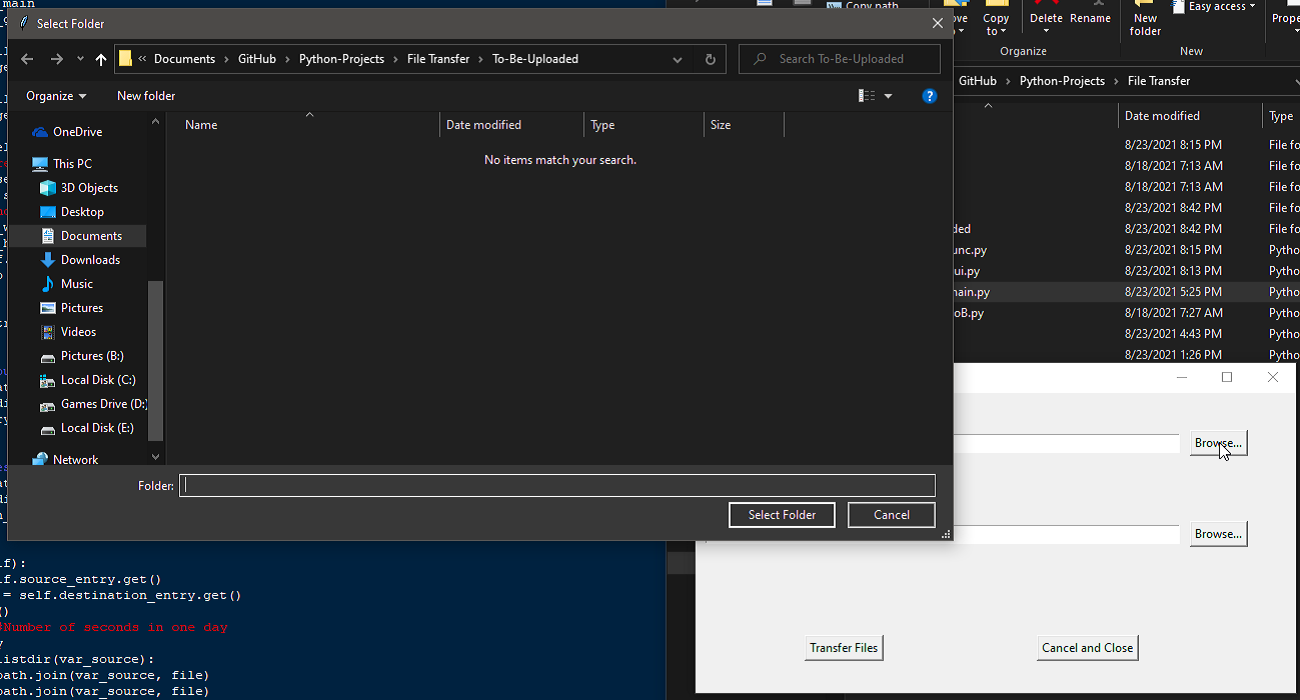 main
Select Folder
Documents GitHub Python-Projects File Transfer To-Be-Uploaded
Search To-Be-Uploaded
Organize New folder
Name Date modified Type Size
No items match your search.
OneDrive
This PC
3D Objects
Desktop
Documents
Downloads
Music
Pictures
Videos
Pictures (B:)
Local Disk (C:)
Games Drive (D:)
Local Disk (E:)
Network
Folder:
Select Folder Cancel
Copy path
Copy to Delete Rename New folder Easy access
Organize New
GitHub Python-Projects File Transfer
Date modified Type
8/23/2021 8:15 PM File fo
8/18/2021 7:13 AM File fo
8/18/2021 7:13 AM File fo
8/23/2021 8:42 PM File fo
ded 8/23/2021 8:42 PM File fo
unc.py 8/23/2021 8:15 PM Pytho
ui.py 8/23/2021 8:13 PM Pytho
nain.py 8/23/2021 5:25 PM Pytho
oB.py 8/18/2021 7:27 AM Pytho
8/23/2021 4:43 PM Pytho
8/23/2021 1:26 PM Pytho
Browse...
Browse...
Transfer Files Cancel and Close
lf):
lf.source_entry.get()
= self.destination_entry.get()
()
#Number of seconds in one day
y
listdir(var_source):
path.join(var_source, file)
path.join(var_source, file)